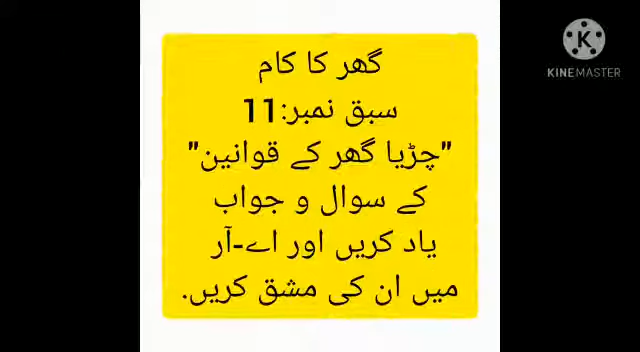 KINEMASTER
گھر کا کام
سبق نمبر:11
"چڑیا گھر کے قوانین"
کے سوال و جواب
یاد کریں اور اے-آر
میں ان کی مشق کریں.